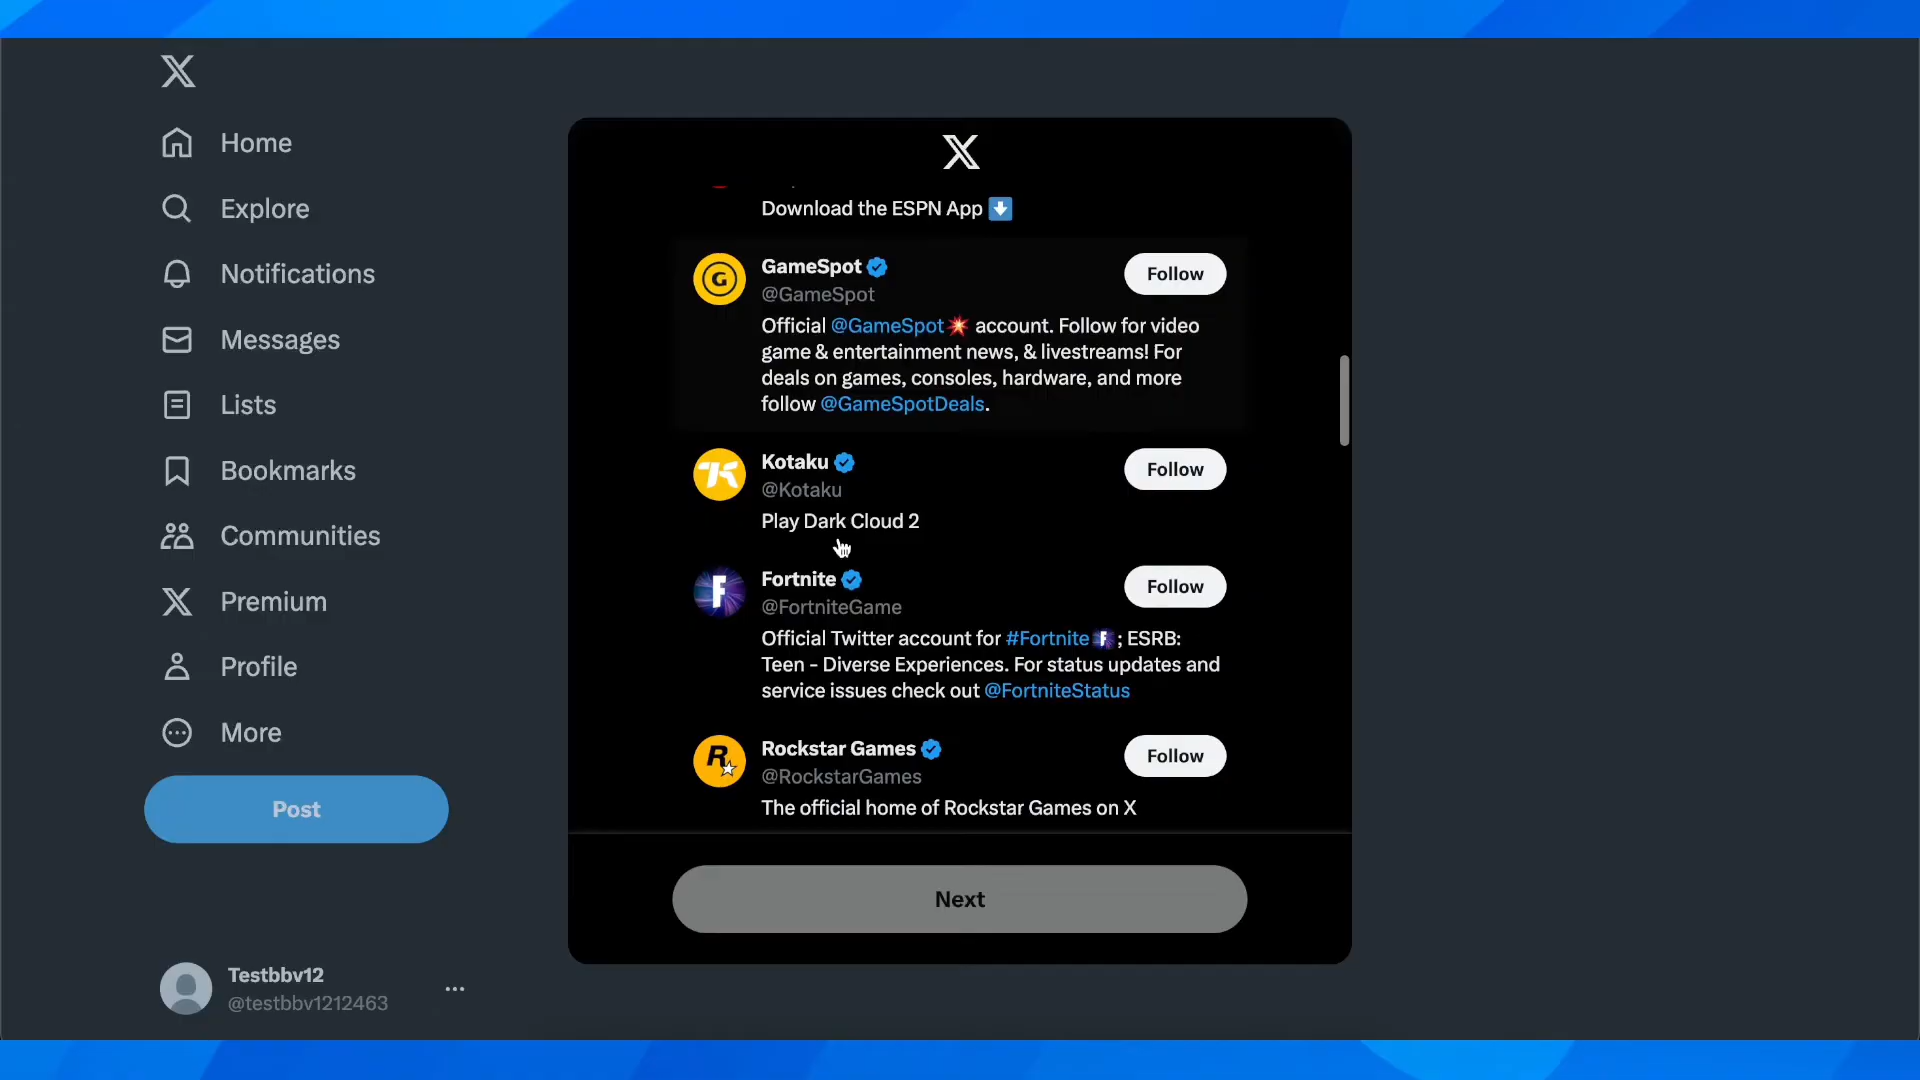 Home
Explore
Notifications
Messages
Lists
Bookmarks
Communities
Premium
Profile
More
Post
Testbbv12
@testbbv1212463
Download the ESPN App
GameSpot
@GameSpot
Follow
Official @GameSpot account. Follow for video
game & entertainment news, & livestreams! For
deals on games, consoles, hardware, and more
follow @GameSpotDeals.
Kotaku
@Kotaku
Follow
Play Dark Cloud 2
Fortnite
@FortniteGame
Follow
Official Twitter account for #Fortnite ; ESRB:
Teen - Diverse Experiences. For status updates and
service issues check out @FortniteStatus
Rockstar Games
@RockstarGames
Follow
The official home of Rockstar Games on X
Next